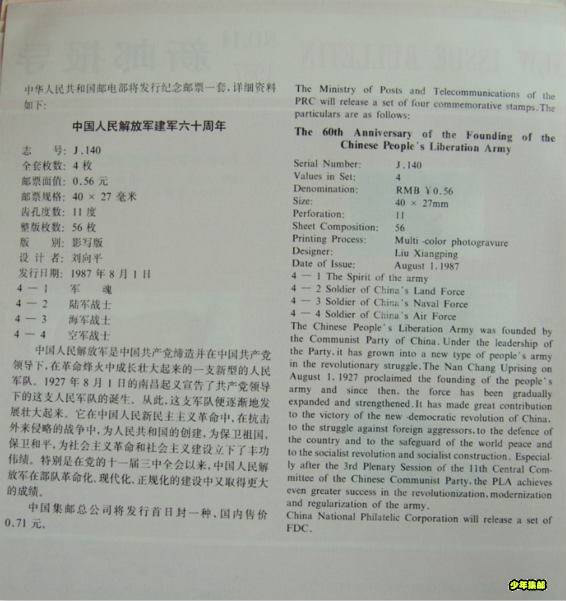 中华人民共和国邮电部将发行纪念邮票一套,详细资料
如下:
中国人民解放军建军六十周年
志 号: J.140
全套枚数: 4 枚
邮票面值: 0.56 元
邮票规格: 40 × 27 毫米
齿孔度数: 11 度
整版枚数: 56 枚
版 别: 影写版
设 计 者: 刘向平
发行日期: 1987 年 8 月 1 日
4 — 1 军 魂
4 — 2 陆军战士
4 — 3 海军战士
4 — 4 空军战士
中国人民解放军是中国共产党缔造并在中国共产党
领导下,在革命烽火中成长壮大起来的一支新型的人民
军队。1927 年 8 月 1 日的南昌起义宣告了共产党领导
下的这支人民军队的诞生。从此,这支军队便逐渐地发
展壮大起来。它在中国人民新民主主义革命中,在抗击
外来侵略的战争中,为人民共和国的创建,为保卫祖国,
保卫和平,为社会主义革命和社会主义建设立下了丰功
伟绩。特别是在党的十一届三中全会以来,中国人民解
放军在部队革命化、现代化、正规化的建设中又取得更大
的成绩。
中国集邮总公司将发行首日封一种,国内售价
0.71 元。
The Ministry of Posts and Telecommunications of the
PRC will release a set of four commemorative stamps.The
particulars are as follows:
The 60th Anniversary of the Founding of the
Chinese People's Liberation Army
Serial Number: J.140
Values in Set: 4
Denomination: RMB ¥0.56
Size: 40 × 27mm
Perforation: 11
Sheet Composition: 56
Printing Process: Multi-color photogravure
Designer: Liu Xiangping
Date of Issue: August 1,1987
4 — 1 The Spirit of the army
4 — 2 Soldier of China's Land Force
4 — 3 Soldier of China's Naval Force
4 — 4 Soldier of China's Air Force
The Chinese People's Liberation Army was founded by
the Communist Party of China. Under the leadership of
the Party, it has grown into a new type of people's army
in the revolutionary struggle.The Nan Chang Uprising on
August 1, 1927 proclaimed the founding of the people's
army and since then, the force has been gradually
expanded and strengthened.It has made great contribution
to the victory of the new-democratic revolution of China,
to the struggle against foreign aggressors, to the defence of
the country and to the safeguard of the world peace and
to the socialist revolution and socialist construction. Especial-
ly after the 3rd Plenary Session of the 11th Central Com-
mittee of the Chinese Communist Party, the PLA achieves
even greater success in the revolutionization, modernization
and regularization of the army.
China National Philatelic Corporation will release a set of
FDC.
少年集邮